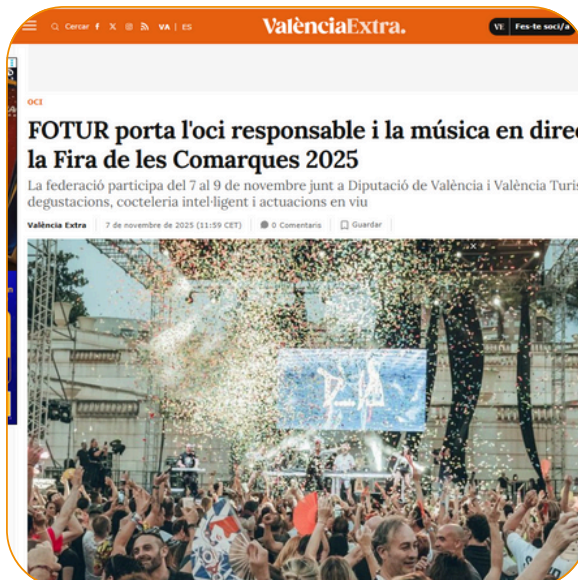 Cercar
VA | ES
ValènciaExtra.
VE Fes-te soci/a
OCI
FOTUR porta l'oci responsable i la música en direc
la Fira de les Comarques 2025
La federació participa del 7 al 9 de novembre junt a Diputació de València i València Turis
degustacions, cocteleria intel·ligent i actuacions en viu
València Extra
7 de novembre de 2025 (11:59 CET)
0 Comentaris
Guardar